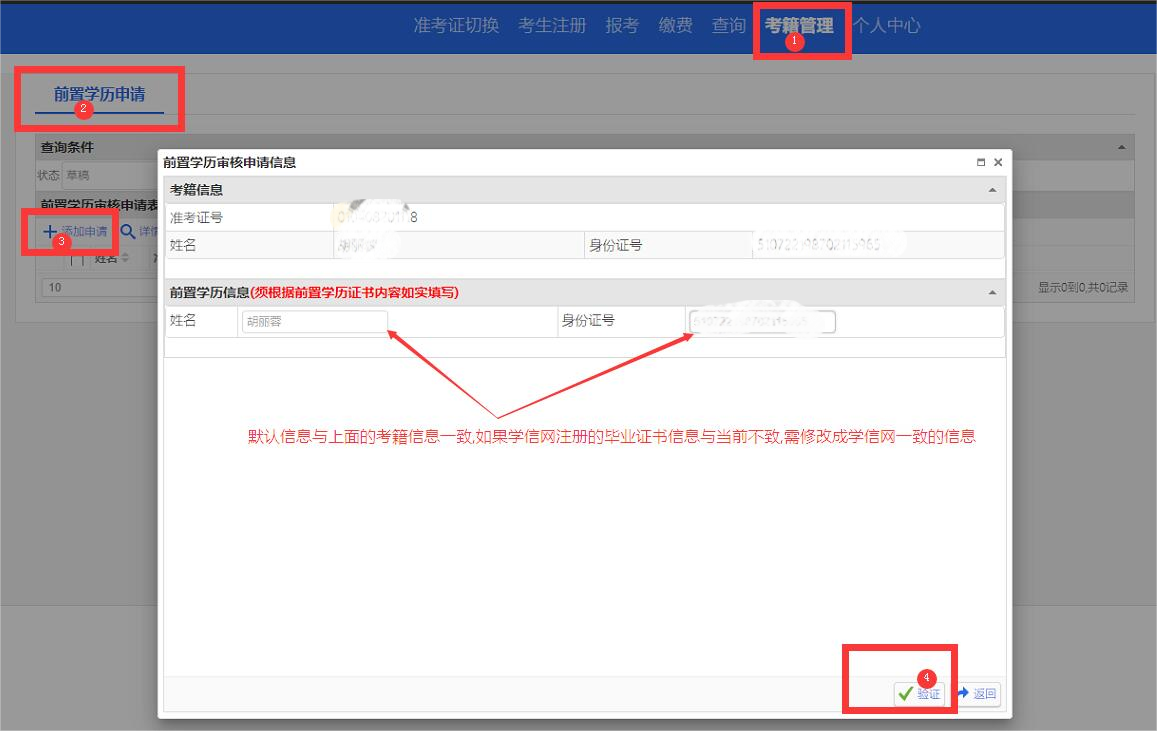 准考证切换 考生注册 报考 缴费 查询 考籍管理 个人中心
1
前置学历申请
2
查询条件
状态 草稿
前置学历审核申请表
添加申请 详情
3
姓名
10
显示0到0,共0记录
前置学历审核申请信息
考籍信息
准考证号
姓名 身份证号
前置学历信息(须根据前置学历证书内容如实填写)
姓名 胡丽蓉 身份证号
默认信息与上面的考籍信息一致,如果学信网注册的毕业证书信息与当前不致,需修改成学信网一致的信息
4
验证 返回